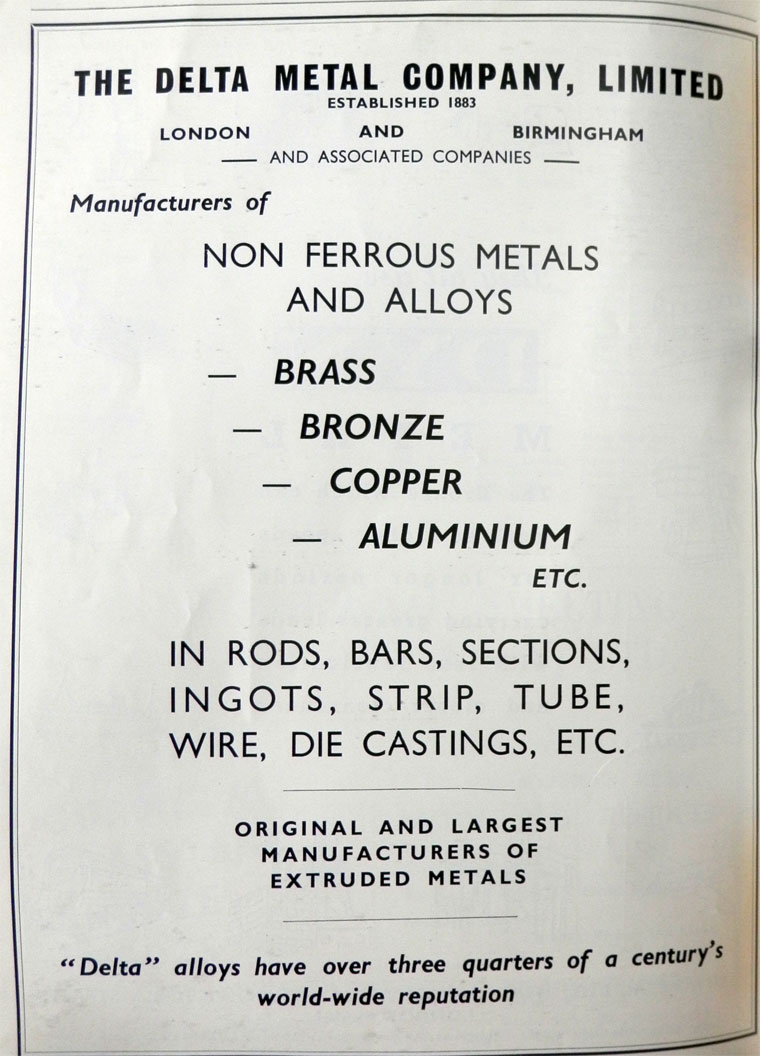 THE DELTA METAL COMPANY, LIMITED
ESTABLISHED 1883
LONDON AND BIRMINGHAM
— AND ASSOCIATED COMPANIES —
Manufacturers of
NON FERROUS METALS
AND ALLOYS
— BRASS
— BRONZE
— COPPER
— ALUMINIUM
ETC.
IN RODS, BARS, SECTIONS,
INGOTS, STRIP, TUBE,
WIRE, DIE CASTINGS, ETC.
ORIGINAL AND LARGEST
MANUFACTURERS OF
EXTRUDED METALS
“Delta” alloys have over three quarters of a century's
world-wide reputation